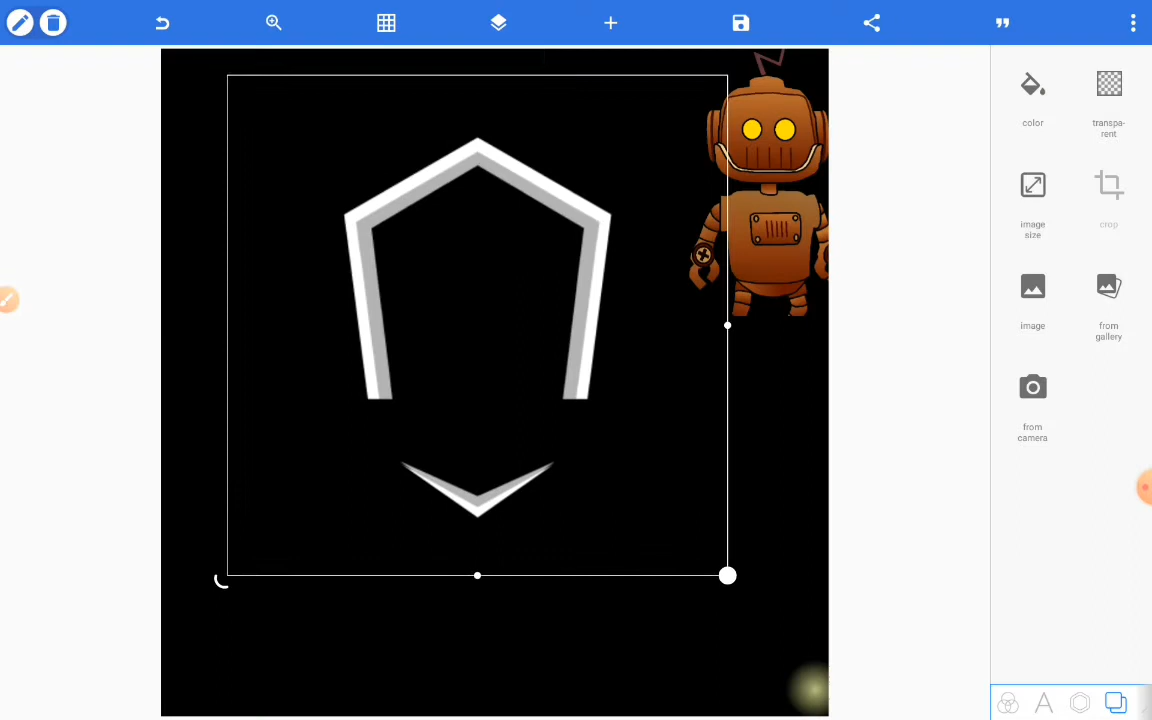 color
transpa-
rent
image
size
crop
image
from
gallery
from
camera